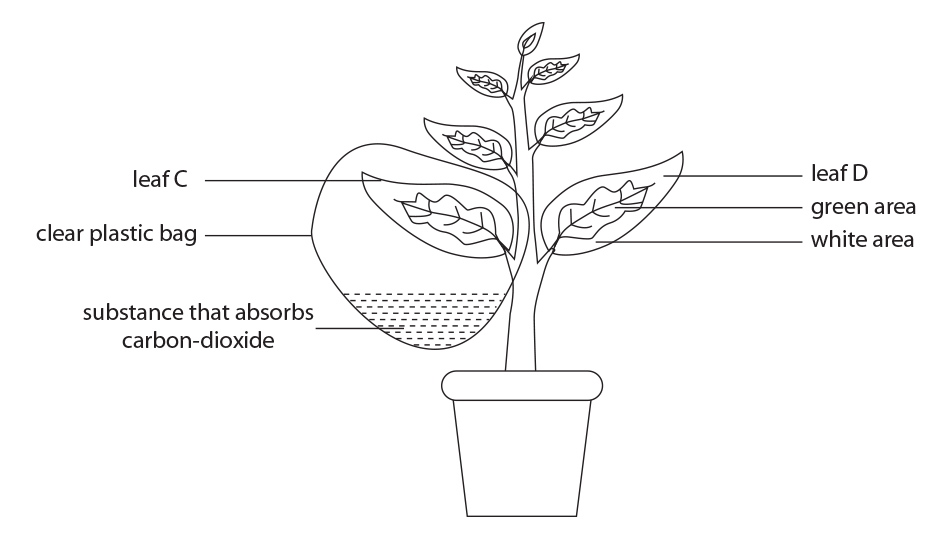 leaf C
clear plastic bag
substance that absorbs
carbon-dioxide
leaf D
green area
white area